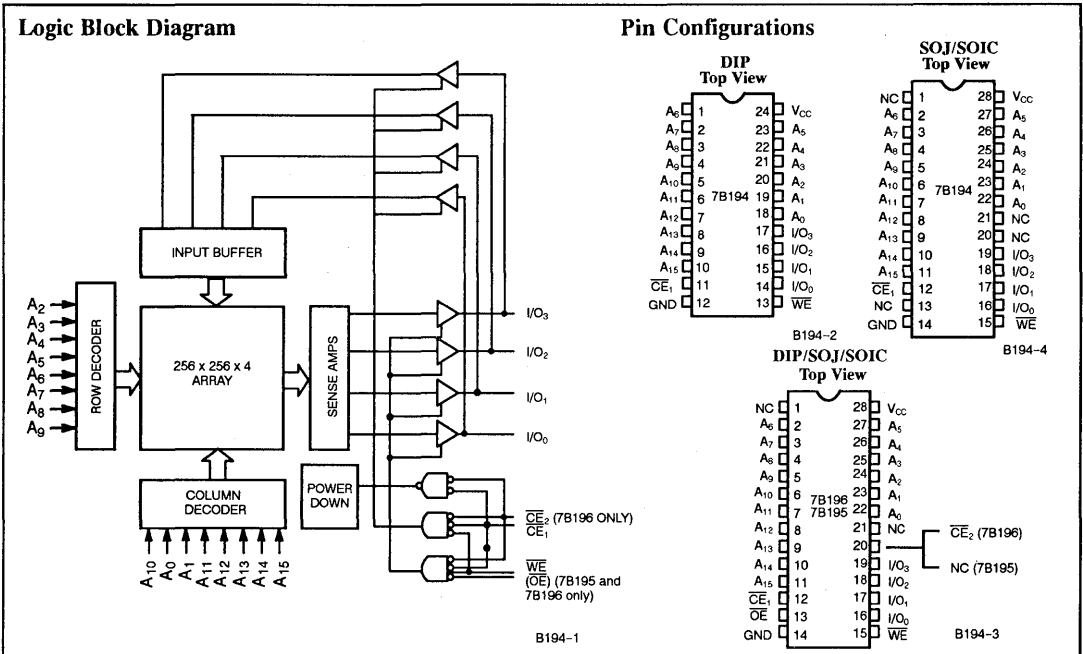 Logic Block Diagram
INPUT BUFFER
A2
A3
A4
A5
A6
A7
A8
A9
ROW DECODER
256 x 256 x 4
ARRAY
SENSE AMPS
I/O3
I/O2
I/O1
I/O0
COLUMN
DECODER
POWER
DOWN
A10
A0
A1
A11
A12
A13
A14
A15
CE2 (7B196 ONLY)
CE1
WE
(OE) (7B195 and
7B196 only)
B194-1
Pin Configurations
DIP
Top View
A6 1 24 VCC
A7 2 23 A5
A8 3 22 A4
A9 4 21 A3
A10 5 20 A2
A11 6 7B194 19 A1
A12 7 18 A0
A13 8 17 I/O3
A14 9 16 I/O2
A15 10 15 I/O1
CE1 11 14 I/O0
GND 12 13 WE
B194-2
SOJ/SOIC
Top View
NC 1 28 VCC
A6 2 27 A5
A7 3 26 A4
A8 4 25 A3
A9 5 24 A2
A10 6 7B194 23 A1
A11 7 22 A0
A12 8 21 NC
A13 9 20 NC
A14 10 19 I/O3
A15 11 18 I/O2
CE1 12 17 I/O1
NC 13 16 I/O0
GND 14 15 WE
B194-4
DIP/SOJ/SOIC
Top View
NC 1 28 VCC
A6 2 27 A5
A7 3 26 A4
A8 4 25 A3
A9 5 24 A2
A10 6 7B196 23 A1
A11 7 7B195 22 A0
A12 8 21 NC
A13 9 20
A14 10 19 I/O3
A15 11 18 I/O2
CE1 12 17 I/O1
OE 13 16 I/O0
GND 14 15 WE
CE2 (7B196)
NC (7B195)
B194-3